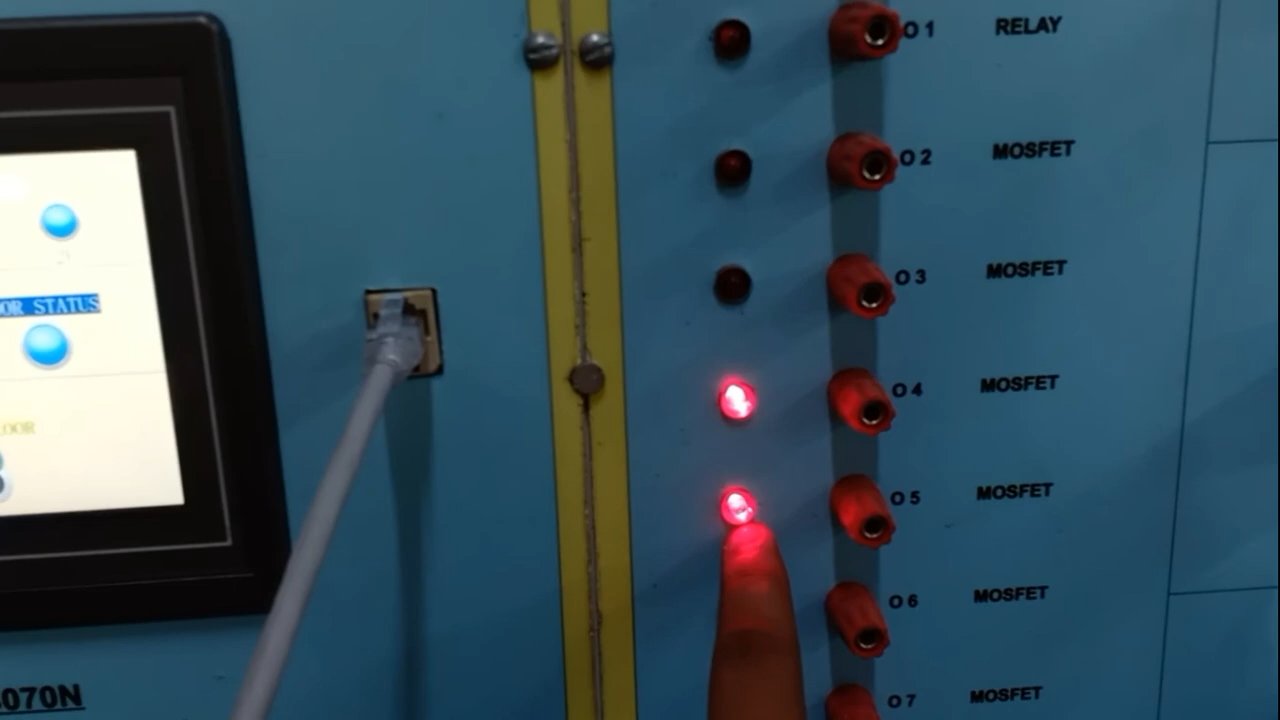 OR STATUS
LOOR
070N
O 1 RELAY
O 2 MOSFET
O 3 MOSFET
O 4 MOSFET
O 5 MOSFET
O 6 MOSFET
O 7 MOSFET